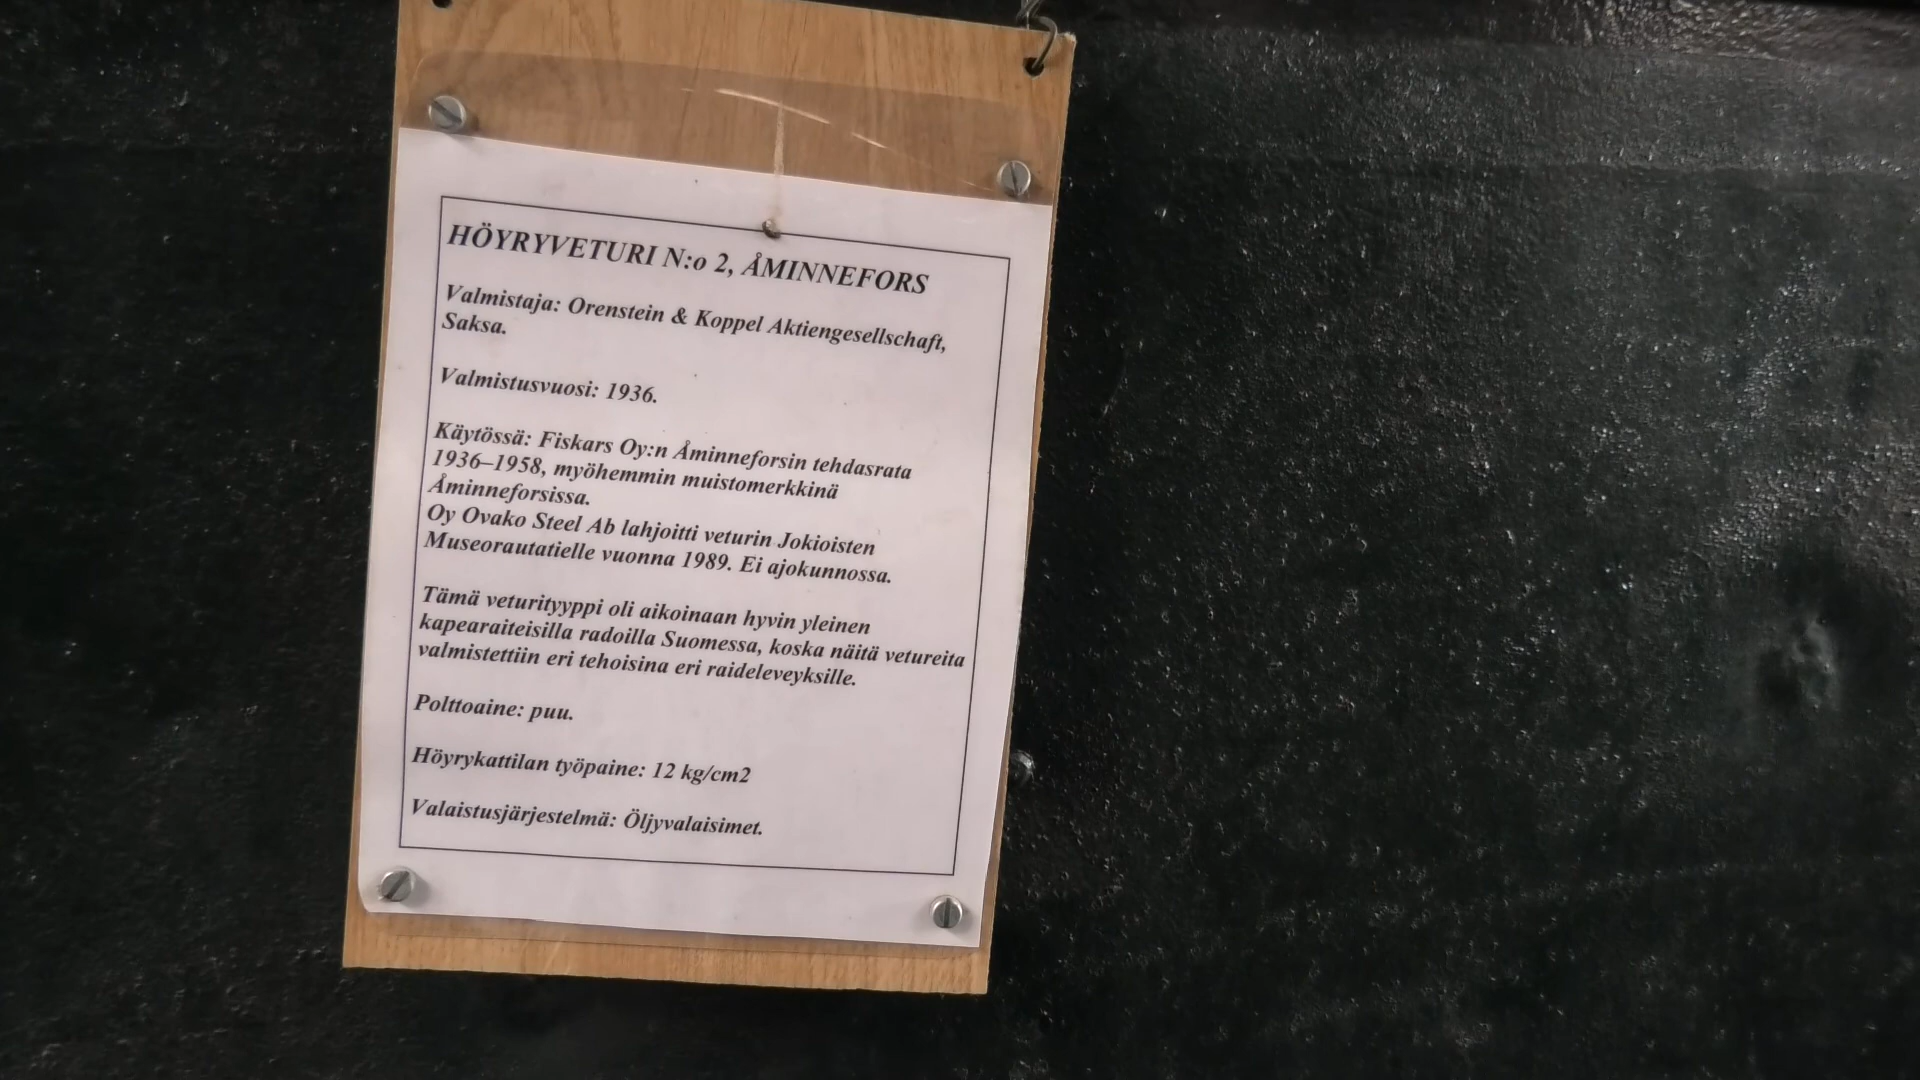 HÖYRYVETURI N:o 2, ÅMINNEFORS
Valmistaja: Orenstein & Koppel Aktiengesellschaft,
Saksa.
Valmistusvuosi: 1936.
Käytössä: Fiskars Oy:n Åminneforsin tehdasrata
1936–1958, myöhemmin muistomerkkinä
Åminneforsissa.
Oy Ovako Steel Ab lahjoitti veturin Jokioisten
Museorautatielle vuonna 1989. Ei ajokunnossa.
Tämä veturityyppi oli aikoinaan hyvin yleinen
kapearaiteisilla radoilla Suomessa, koska näitä vetureita
valmistettiin eri tehoisina eri raideleveyksille.
Polttoaine: puu.
Höyrykattilan työpaine: 12 kg/cm2
Valaistusjärjestelmä: Öljyvalaisimet.